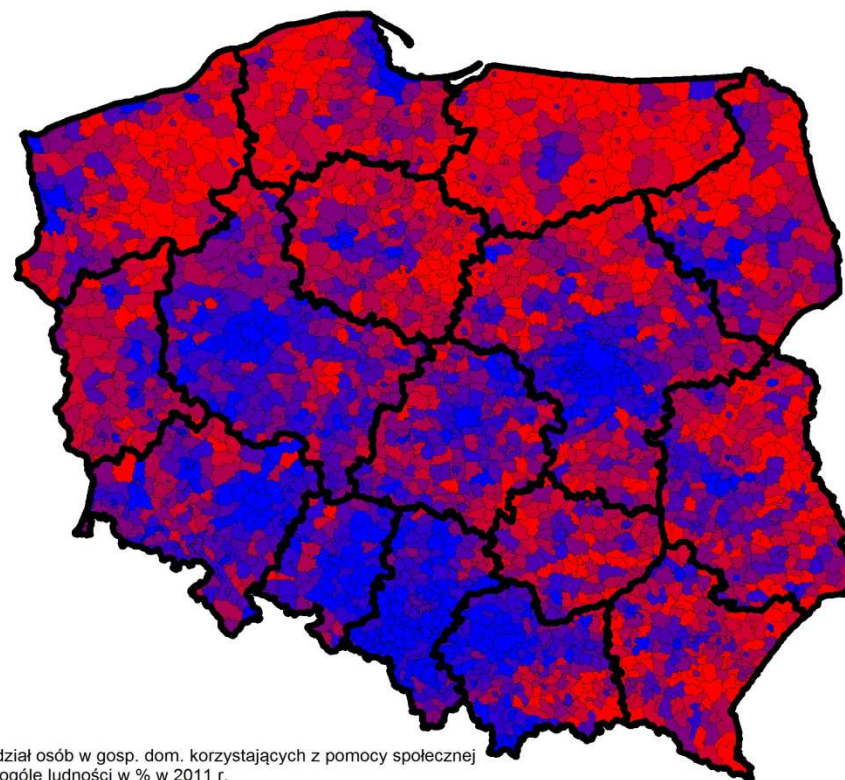 dział osób w gosp. dom. korzystających z pomocy społecznej
ogóle ludności w % w 2011 r.